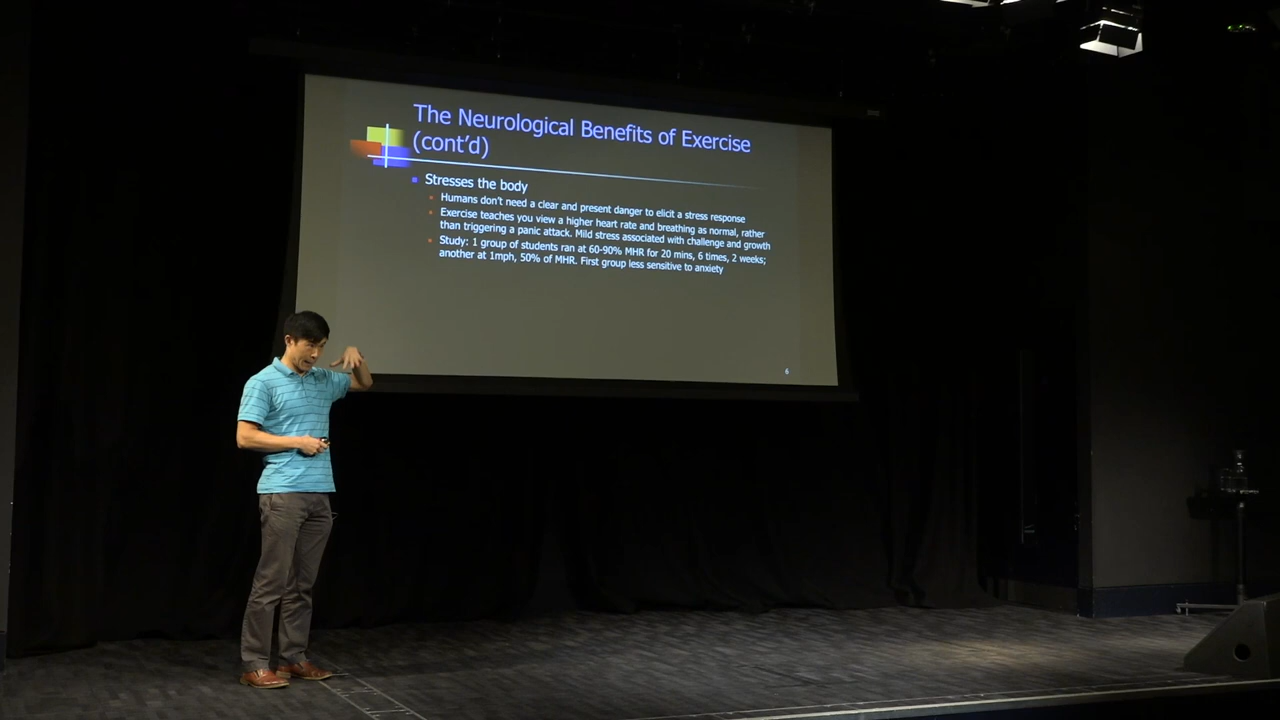 The Neurological Benefits of Exercise
(cont'd)
Stresses the body
Humans don't need a clear and present danger to elicit a stress response
Exercise teaches you view a higher heart rate and breathing as normal, rather
than triggering a panic attack. Mild stress associated with challenge and growth
Study: 1 group of students ran at 60-90% MHR for 20 mins, 6 times, 2 weeks;
another at 1mph, 50% of MHR. First group less sensitive to anxiety
6